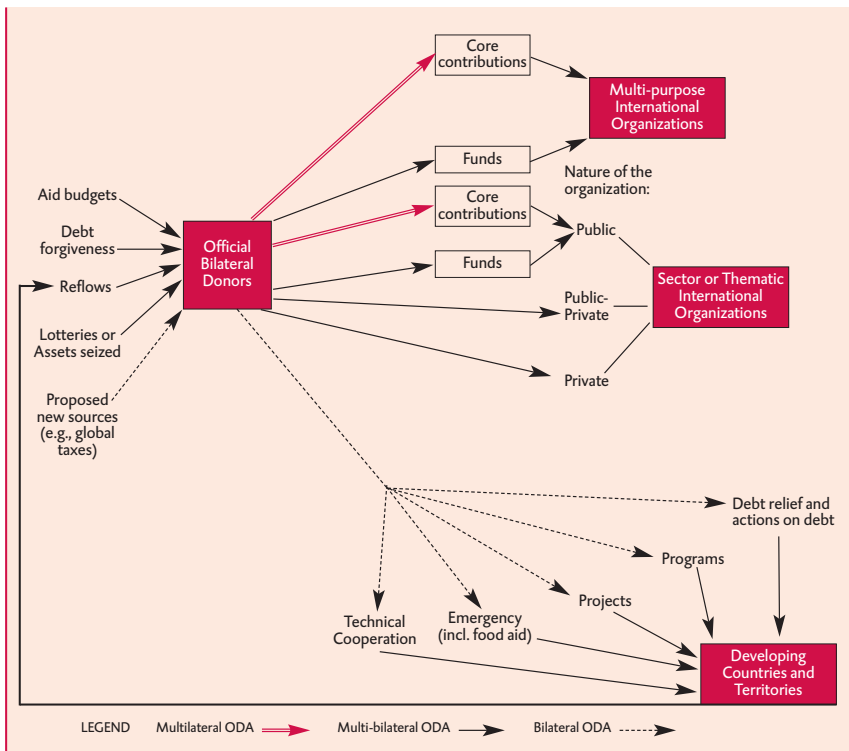 Core
contributions
Multi-purpose
International
Organizations
Funds
Nature of the
organization:
Core
contributions
Aid budgets
Debt
forgiveness
Reflows
Lotteries or
Assets seized
Proposed
new sources
(e.g., global
taxes)
Official
Bilateral
Donors
Public
Funds
Public-
Private
Private
Sector or Thematic
International
Organizations
Debt relief and
actions on debt
Programs
Projects
Emergency
(incl. food aid)
Technical
Cooperation
Developing
Countries and
Territories
LEGEND Multilateral ODA Multi-bilateral ODA Bilateral ODA